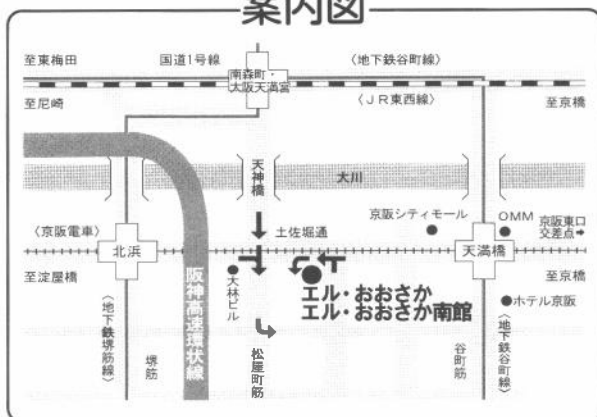 案内図
至東梅田
国道1号線
〈地下鉄谷町線〉
南森町・
大阪天満宮
至尼崎
〈JR東西線〉
至京橋
天神橋
大川
京阪シティモール
OMM
京阪東口
交差点➡
〈京阪電車〉
北浜
土佐堀通
天満橋
至淀屋橋
阪神高速環状線
大林ビル
エル・おおさか
エル・おおさか南館
至京橋
ホテル京阪
〈地下鉄堺筋線〉
堺筋
松屋町筋
谷町筋
〈地下鉄谷町線〉